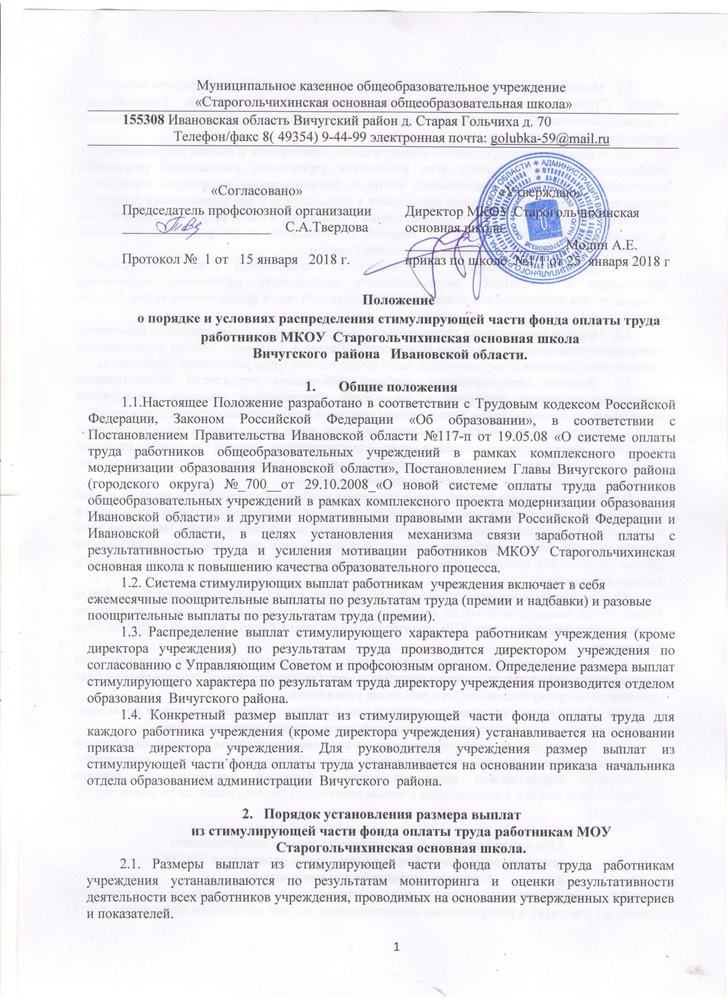 Муниципальное казенное общеобразовательное учреждение
«Старогольчихинская основная общеобразовательная школа»
155308 Ивановская область Вичугский район д. Старая Гольчиха д. 70
Телефон/факс 8( 49354) 9-44-99 электронная почта: golubka-59@mail.ru
«Согласовано»
Председатель профсоюзной организации
С.А.Твердова
Протокол № 1 от 15 января 2018 г.
«Утверждаю»
Директор МКОУ Старогольчихинская
основная школа
Модин А.Е.
приказ по школе №1/1 от 25 января 2018 г
Положение
о порядке и условиях распределения стимулирующей части фонда оплаты труда
работников МКОУ Старогольчихинская основная школа
Вичугского района Ивановской области.
1. Общие положения
1.1.Настоящее Положение разработано в соответствии с Трудовым кодексом Российской
Федерации, Законом Российской Федерации «Об образовании», в соответствии с
Постановлением Правительства Ивановской области №117-п от 19.05.08 «О системе оплаты
труда работников общеобразовательных учреждений в рамках комплексного проекта
модернизации образования Ивановской области», Постановлением Главы Вичугского района
(городского округа) №_700__от 29.10.2008_«О новой системе оплаты труда работников
общеобразовательных учреждений в рамках комплексного проекта модернизации образования
Ивановской области» и другими нормативными правовыми актами Российской Федерации и
Ивановской области, в целях установления механизма связи заработной платы с
результативностью труда и усиления мотивации работников МКОУ Старогольчихинская
основная школа к повышению качества образовательного процесса.
1.2. Система стимулирующих выплат работникам учреждения включает в себя
ежемесячные поощрительные выплаты по результатам труда (премии и надбавки) и разовые
поощрительные выплаты по результатам труда (премии).
1.3. Распределение выплат стимулирующего характера работникам учреждения (кроме
директора учреждения) по результатам труда производится директором учреждения по
согласованию с Управляющим Советом и профсоюзным органом. Определение размера выплат
стимулирующего характера по результатам труда директору учреждения производится отделом
образования Вичугского района.
1.4. Конкретный размер выплат из стимулирующей части фонда оплаты труда для
каждого работника учреждения (кроме директора учреждения) устанавливается на основании
приказа директора учреждения. Для руководителя учреждения размер выплат из
стимулирующей части фонда оплаты труда устанавливается на основании приказа начальника
отдела образованием администрации Вичугского района.
2. Порядок установления размера выплат
из стимулирующей части фонда оплаты труда работникам МОУ
Старогольчихинская основная школа.
2.1. Размеры выплат из стимулирующей части фонда оплаты труда работникам
учреждения устанавливаются по результатам мониторинга и оценки результативности
деятельности всех работников учреждения, проводимых на основании утвержденных критериев
и показателей.
1